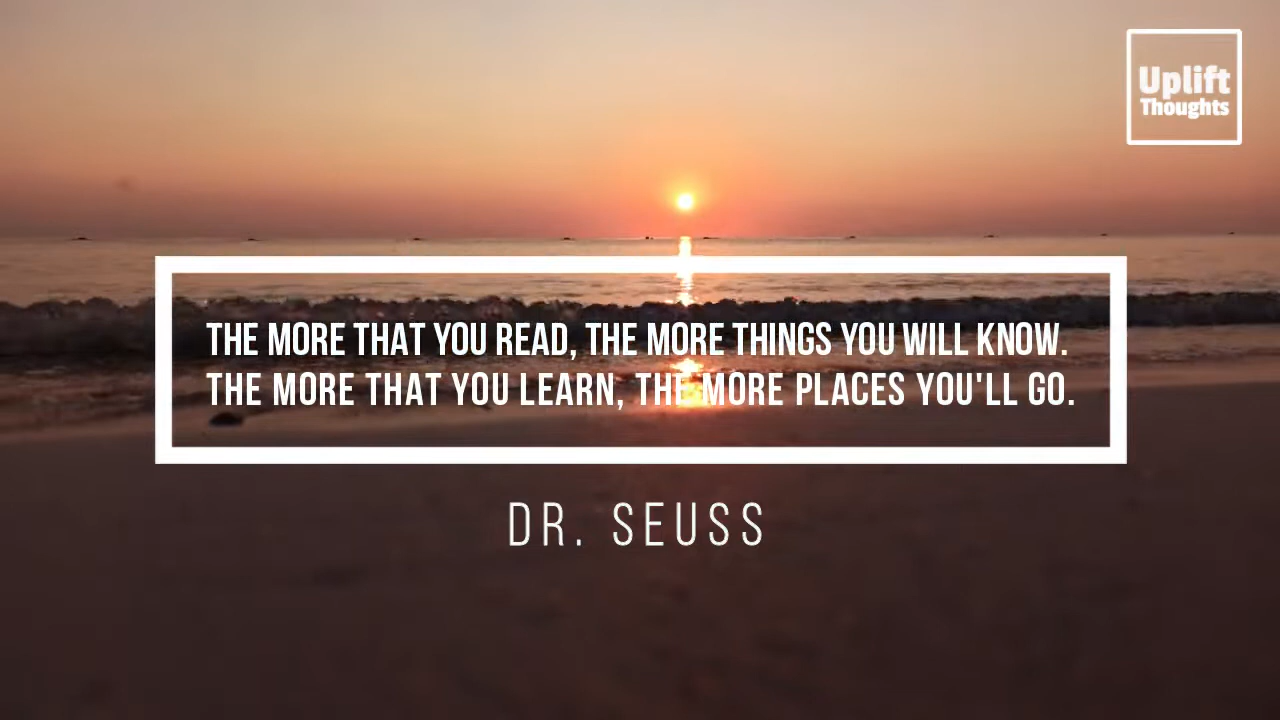 Uplift
Thoughts
THE MORE THAT YOU READ, THE MORE THINGS YOU WILL KNOW.
THE MORE THAT YOU LEARN, THE MORE PLACES YOU'LL GO.
DR. SEUSS